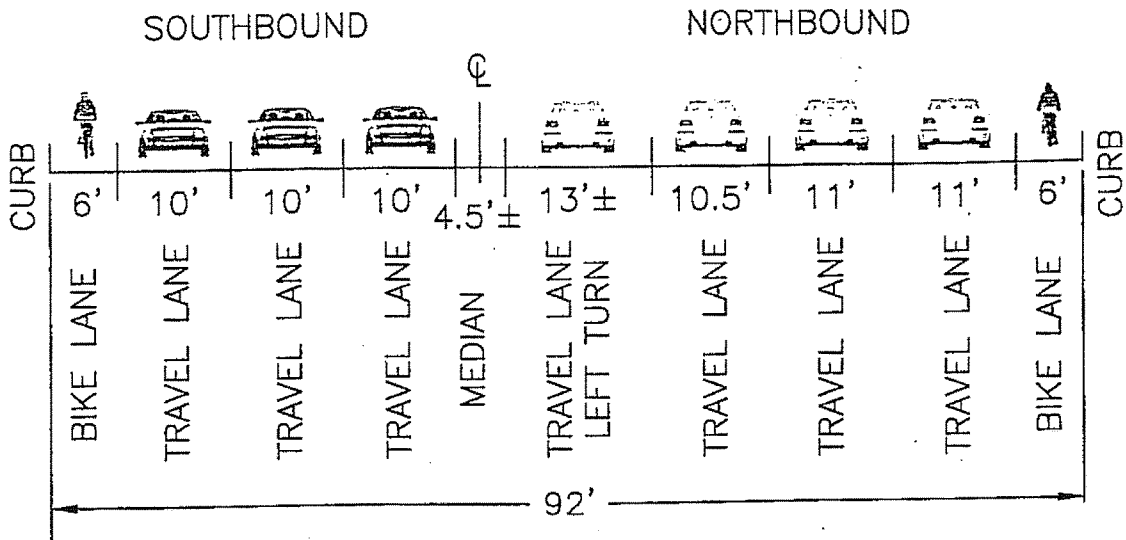 SOUTHBOUND
NORTHBOUND
℄
CURB
6'
10'
10'
10'
4.5'±
13'±
10.5'
11'
11'
6'
CURB
BIKE LANE
TRAVEL LANE
TRAVEL LANE
TRAVEL LANE
MEDIAN
TRAVEL LANE
LEFT TURN
TRAVEL LANE
TRAVEL LANE
TRAVEL LANE
BIKE LANE
92'